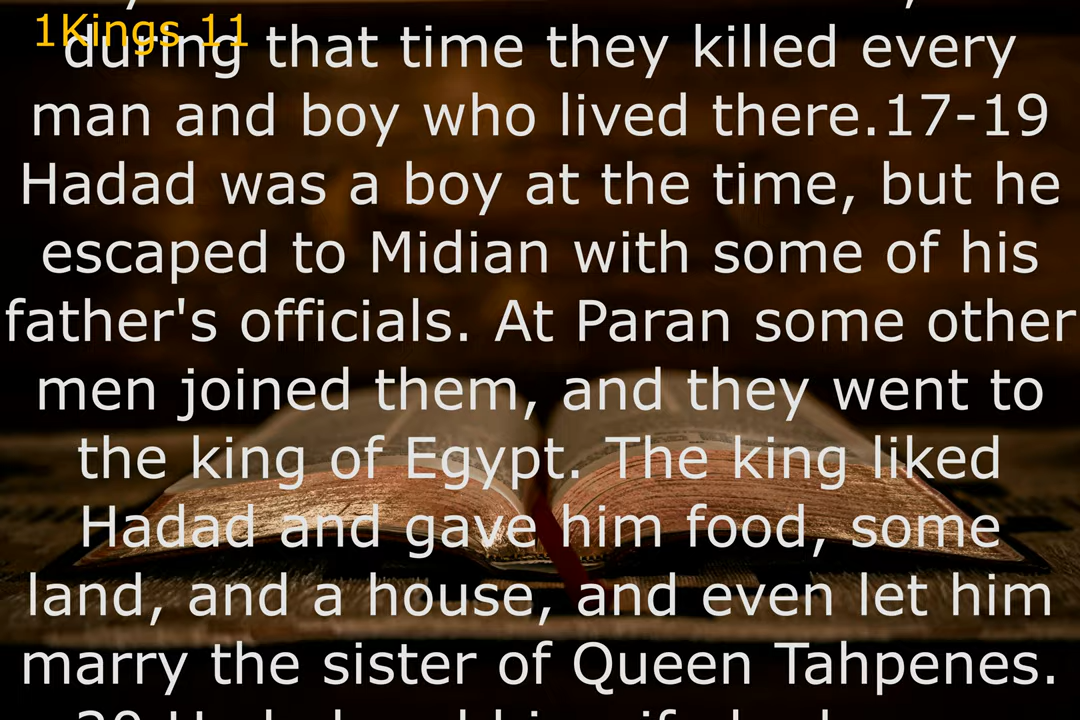 1Kings 11
during that time they killed every
man and boy who lived there.17-19
Hadad was a boy at the time, but he
escaped to Midian with some of his
father's officials. At Paran some other
men joined them, and they went to
the king of Egypt. The king liked
Hadad and gave him food, some
land, and a house, and even let him
marry the sister of Queen Tahpenes.